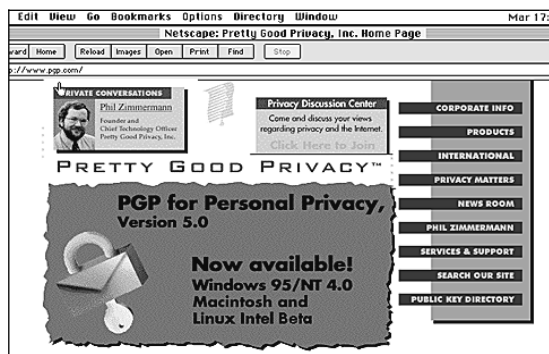 Edit View Go Bookmarks Options Directory Window Mar 17
Netscape: Pretty Good Privacy, Inc. Home Page
ward Home Reload Images Open Print Find Stop
p://www.pgp.com/
PRIVATE CONVERSATIONS
Phil Zimmermann
Founder and
Chief Technology Officer
Pretty Good Privacy, Inc.
Privacy Discussion Center
Come and discuss your views
regarding privacy and the Internet.
Click Here to Join
PRETTY GOOD PRIVACY™
PGP for Personal Privacy,
Version 5.0
Now available!
Windows 95/NT 4.0
Macintosh and
Linux Intel Beta
CORPORATE INFO
PRODUCTS
INTERNATIONAL
PRIVACY MATTERS
NEWS ROOM
PHIL ZIMMERMANN
SERVICES & SUPPORT
SEARCH OUR SITE
PUBLIC KEY DIRECTORY